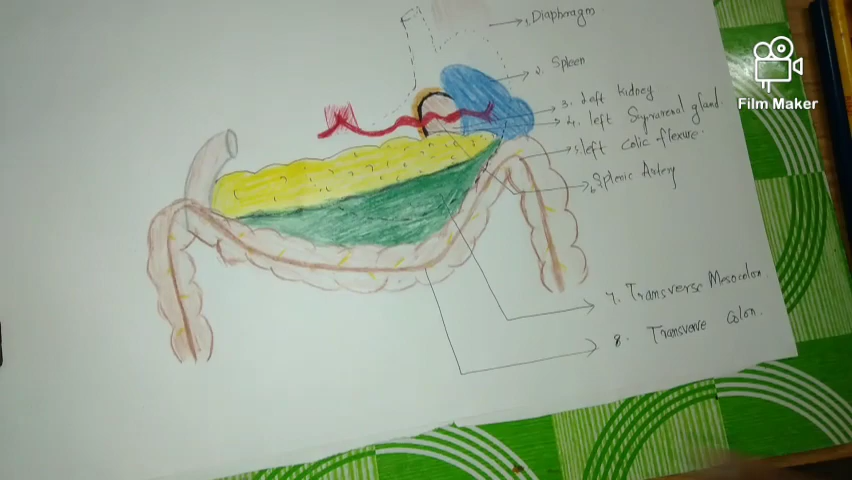 1. Diaphragm
2. Spleen
3. Left kidney
4. left Suprarenal gland.
5. left Colic flexure.
6. Splenic Artery
7. Transverse Mesocolon.
8. Transverse Colon.
Film Maker